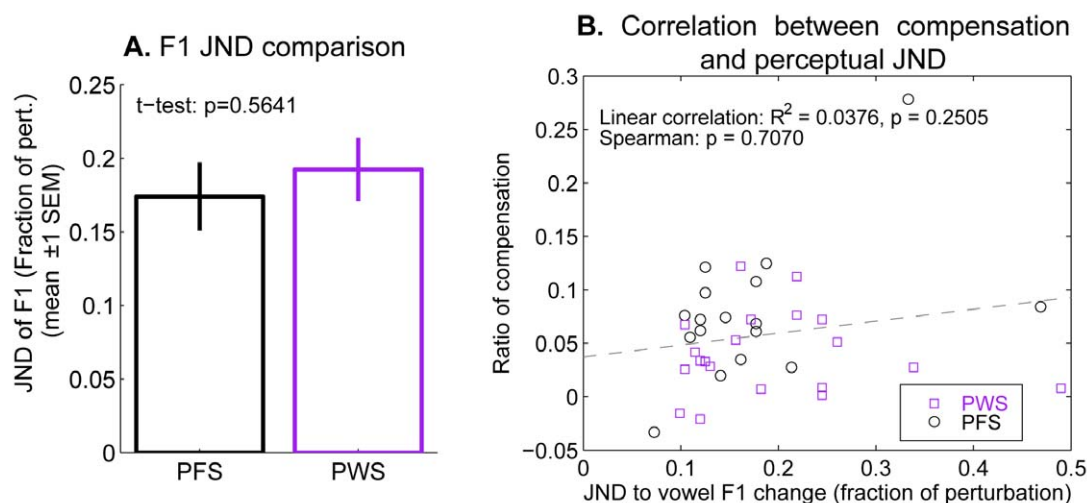 A. F1 JND comparison
t−test: p=0.5641
JND of F1 (Fraction of pert.)
(mean ±1 SEM)
0.25
0.2
0.15
0.1
0.05
0
PFS
PWS
B. Correlation between compensation
and perceptual JND
Linear correlation: R² = 0.0376, p = 0.2505
Spearman: p = 0.7070
Ratio of compensation
0.3
0.25
0.2
0.15
0.1
0.05
0
−0.05
PWS
PFS
0
0.1
0.2
0.3
0.4
0.5
JND to vowel F1 change (fraction of perturbation)